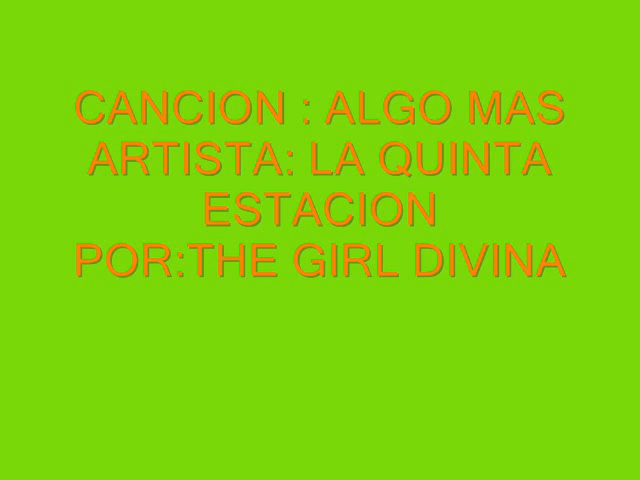 CANCION : ALGO MAS
ARTISTA: LA QUINTA
ESTACION
POR:THE GIRL DIVINA